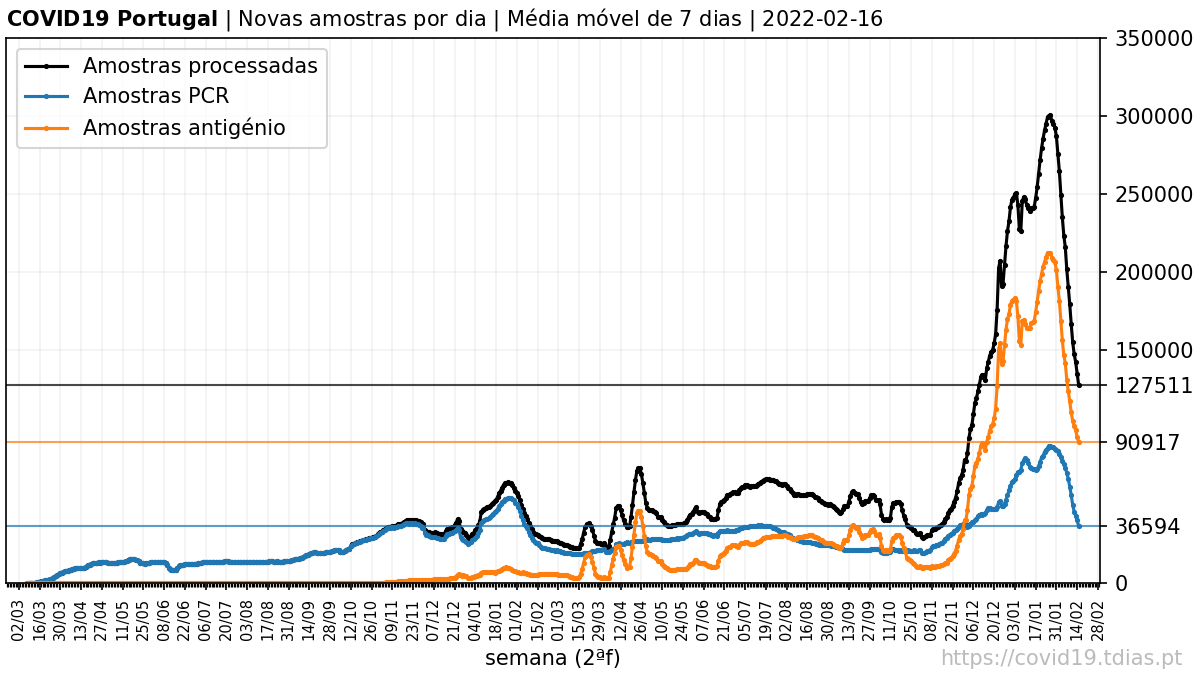 COVID19 Portugal | Novas amostras por dia | Média móvel de 7 dias | 2022-02-16
Amostras processadas
Amostras PCR
Amostras antigénio
350000
300000
250000
200000
150000
127511
90917
36594
0
02/03 16/03 30/03 13/04 27/04 11/05 25/05 08/06 22/06 06/07 20/07 03/08 17/08 31/08 14/09 28/09 12/10 26/10 09/11 23/11 07/12 21/12 04/01 18/01 01/02 15/02 01/03 15/03 29/03 12/04 26/04 10/05 24/05 07/06 21/06 05/07 19/07 02/08 16/08 30/08 13/09 27/09 11/10 25/10 08/11 22/11 06/12 20/12 03/01 17/01 31/01 14/02 28/02
semana (2ªf)
https://covid19.tdias.pt